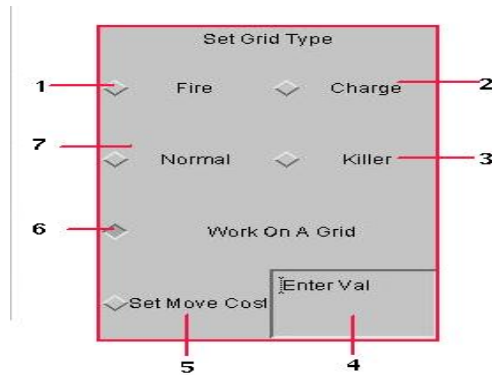 Set Grid Type
1 Fire Charge 2
7 Normal Killer 3
6 Work On A Grid
Set Move Cost Enter Val
5 4